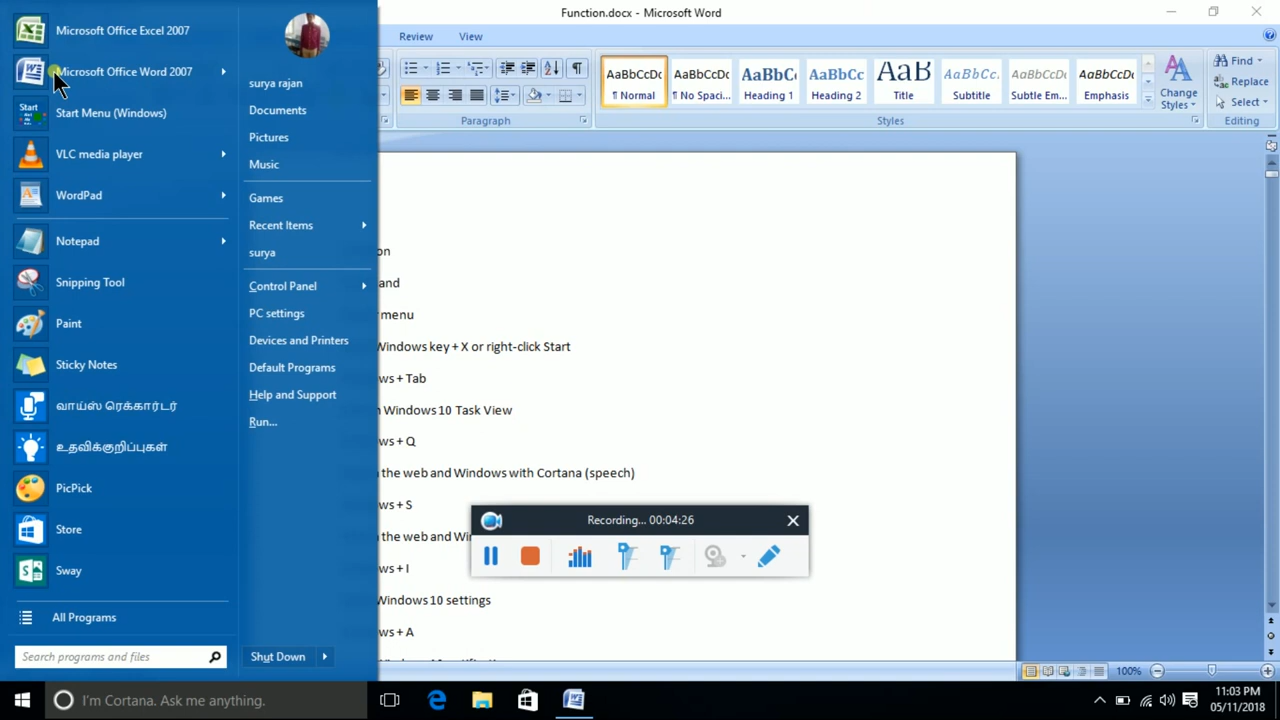 Function.docx - Microsoft Word
Review
View
AaBbCcDc
AaBbCcDc
AaBbC
AaBbCc
AaB
AaBbCc.
AaBbCcDc
AaBbCcDc
¶ Normal
¶ No Spaci...
Heading 1
Heading 2
Title
Subtitle
Subtle Em...
Emphasis
Change
Styles
Find
Replace
Select
Paragraph
Styles
Editing
Microsoft Office Excel 2007
Microsoft Office Word 2007
Start
Start Menu (Windows)
VLC media player
WordPad
Notepad
Snipping Tool
Paint
Sticky Notes
வாய்ஸ் ரெக்கார்டர்
உதவிக்குறிப்புகள்
PicPick
Store
Sway
All Programs
Search programs and files
surya rajan
Documents
Pictures
Music
Games
Recent Items
surya
Control Panel
PC settings
Devices and Printers
Default Programs
Help and Support
Run...
Shut Down
on
and
menu
Windows key + X or right-click Start
ws + Tab
n Windows 10 Task View
ws + Q
the web and Windows with Cortana (speech)
ws + S
the web and Wi
ws + I
Windows 10 settings
ws + A
Recording... 00:04:26
100%
I'm Cortana. Ask me anything.
11:03 PM
05/11/2018